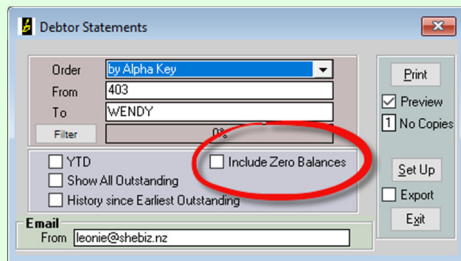 Debtor Statements
Order by Alpha Key
From 403
To WENDY
Filter 0%
YTD
Include Zero Balances
Show All Outstanding
History since Earliest Outstanding
Email
From leonie@shebiz.nz
Print
Preview
1 No Copies
Set Up
Export
Exit